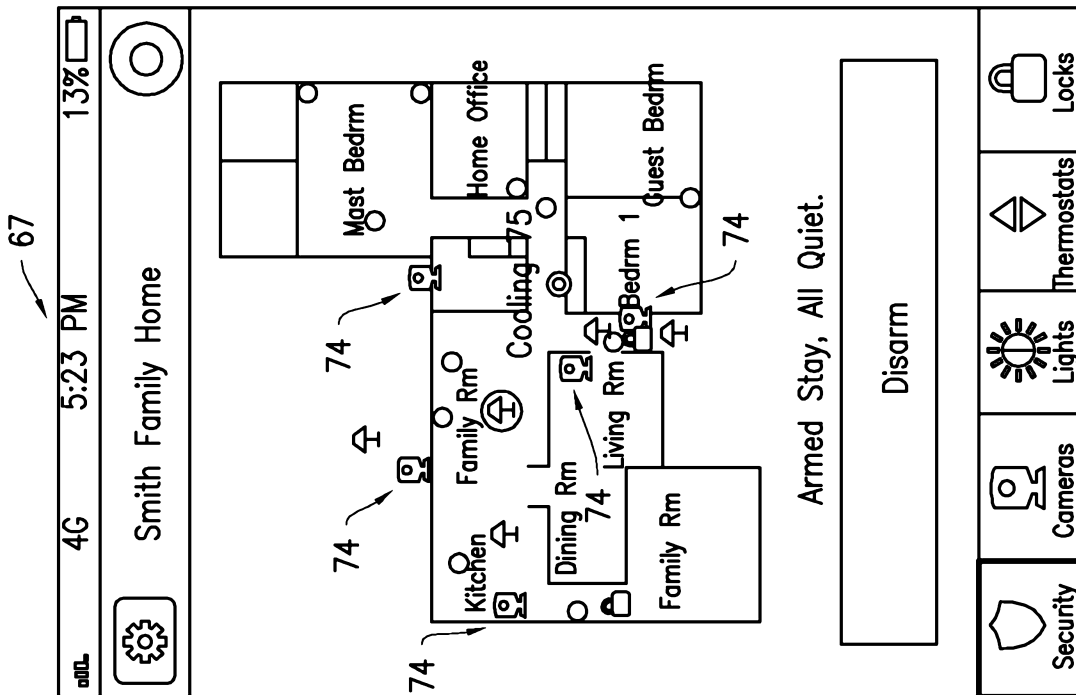 67
4G 5:23 PM 13%
Smith Family Home
74
74
Mast Bedrm
74
Kitchen
Family Rm
Home Office
Cooling 75
Dining Rm
74
Living Rm
Bedrm 1
Guest Bedrm
Family Rm
74
Armed Stay, All Quiet.
Disarm
Security
Cameras
Lights
Thermostats
Locks